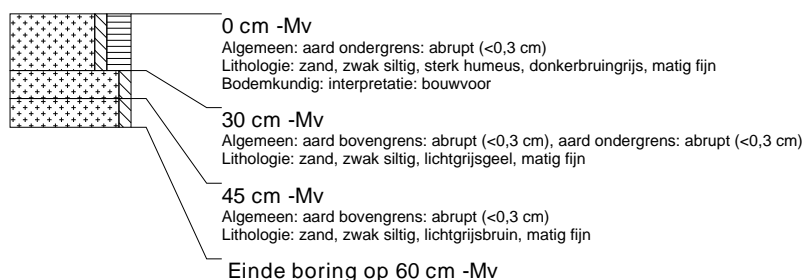 0 cm -Mv
Algemeen: aard ondergrens: abrupt (<0,3 cm)
Lithologie: zand, zwak siltig, sterk humeus, donkerbruingrijs, matig fijn
Bodemkundig: interpretatie: bouwvoor
30 cm -Mv
Algemeen: aard bovengrens: abrupt (<0,3 cm), aard ondergrens: abrupt (<0,3 cm)
Lithologie: zand, zwak siltig, lichtgrijsgeel, matig fijn
45 cm -Mv
Algemeen: aard bovengrens: abrupt (<0,3 cm)
Lithologie: zand, zwak siltig, lichtgrijsbruin, matig fijn
Einde boring op 60 cm -Mv